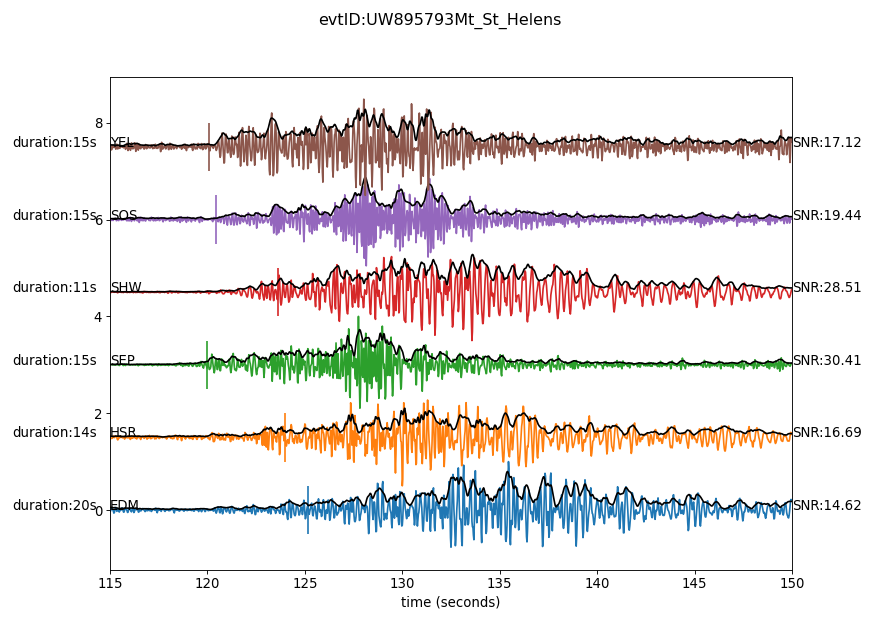 evtID:UW895793Mt_St_Helens
8
duration:15s YEL SNR:17.12
duration:15s SOS SNR:19.44
6
duration:11s SHW SNR:28.51
4
duration:15s SEP SNR:30.41
2
duration:14s HSR SNR:16.69
duration:20s EDM SNR:14.62
0
115 120 125 130 135 140 145 150
time (seconds)